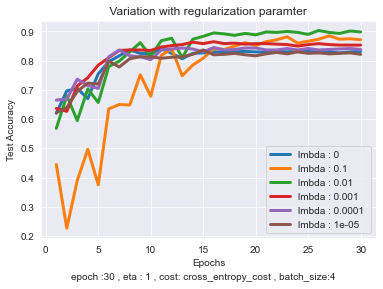 Variation with regularization paramter
Test Accuracy
0.9
0.8
0.7
0.6
0.5
0.4
0.3
0.2
0
5
10
15
20
25
30
lmbda : 0
lmbda : 0.1
lmbda : 0.01
lmbda : 0.001
lmbda : 0.0001
lmbda : 1e-05
Epochs
epoch :30 , eta : 1 , cost: cross_entropy_cost , batch_size:4